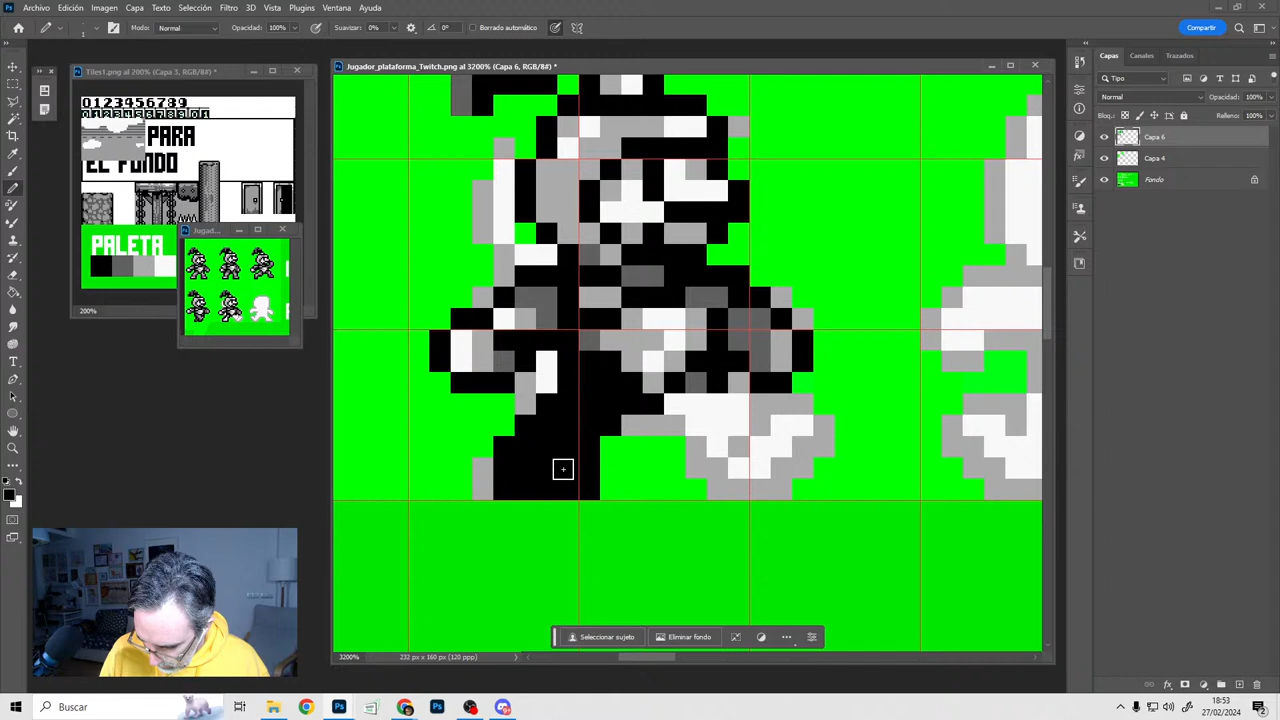 Archivo Edición Imagen Capa Texto Selección Filtro 3D Vista Plugins Ventana Ayuda
Modo: Normal Opacidad: 100% Suavizar: 0% 0° Borrado automático Compartir
Tiles1.png al 200% (Capa 3, RGB/8#) *
Jugador_plataforma_Twitch.png al 3200% (Capa 6, RGB/8#) *
Capas Canales Trazados
Tipo
Normal Opacidad: 100%
Bloq.: Relleno: 100%
Capa 6
Capa 4
Fondo
0123456789
PARA
EL FONDO
PALETA
200%
Jugad...
Seleccionar sujeto Eliminar fondo
3200% 232 px x 160 px (120 ppp)
Buscar
18:53
27/02/2024